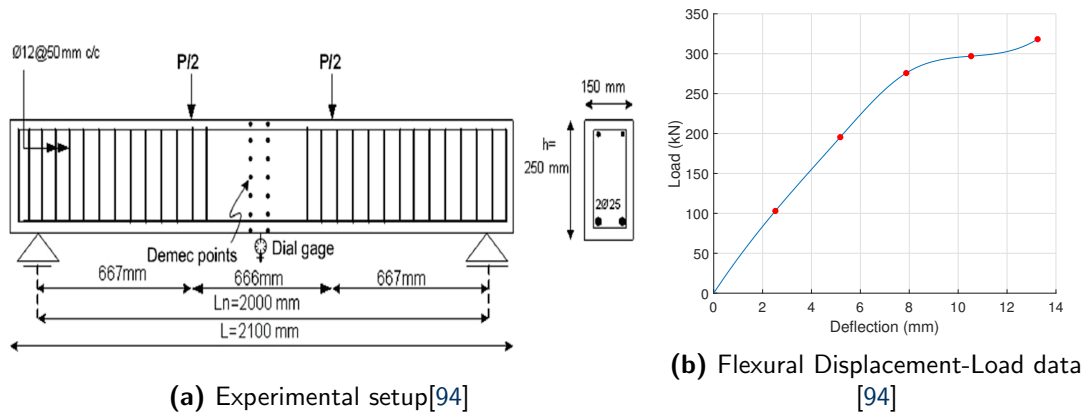 Ø12@50mm c/c
P/2
P/2
150 mm
h=
250 mm
2Ø25
Demec points
Dial gage
667mm
666mm
667mm
Ln=2000 mm
L=2100 mm
(a) Experimental setup[94]
350
300
250
200
150
100
50
0
Load (kN)
0 2 4 6 8 10 12 14
Deflection (mm)
(b) Flexural Displacement-Load data
[94]